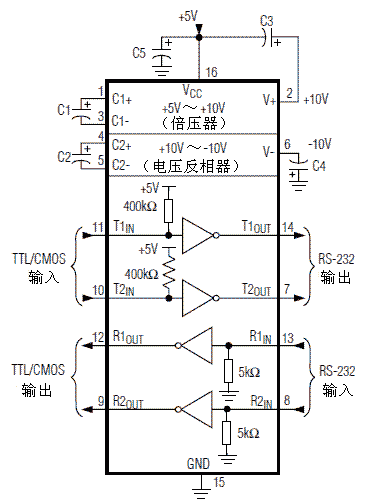 +5V
C3
C5
16
1 C1+ VCC V+ 2 +10V
C1 +5V～+10V
3 C1- （倍压器）
4 C2+ +10V～-10V V- 6 -10V
C2 5 C2- （电压反相器） C4
+5V
400kΩ
11 T1IN T1OUT 14
TTL/CMOS 输入
+5V
RS-232 输出
400kΩ
10 T2IN T2OUT 7
12 R1OUT R1IN 13
TTL/CMOS 输出
5kΩ
RS-232 输入
9 R2OUT R2IN 8
5kΩ
GND
15